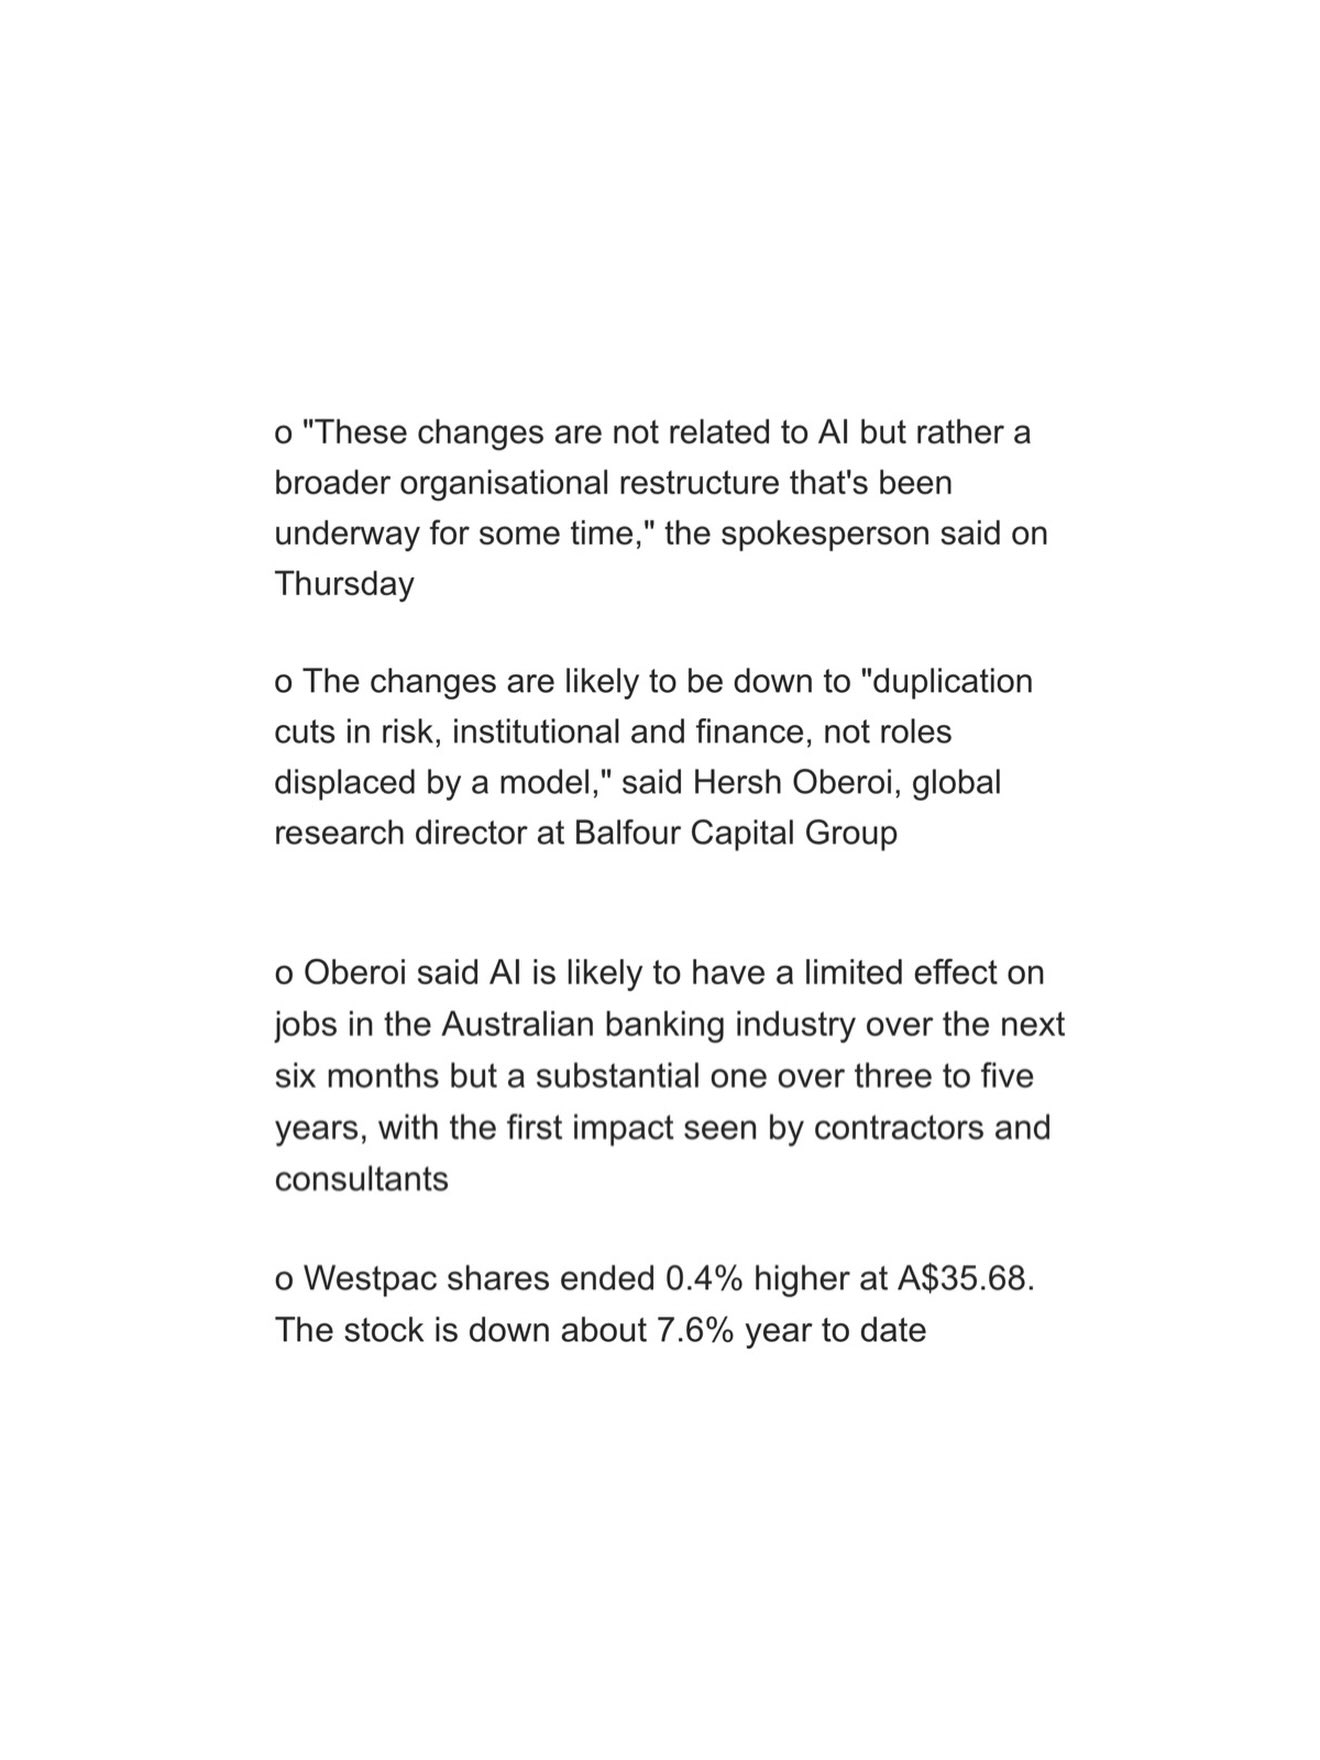 o "These changes are not related to AI but rather a
broader organisational restructure that's been
underway for some time," the spokesperson said on
Thursday
o The changes are likely to be down to "duplication
cuts in risk, institutional and finance, not roles
displaced by a model," said Hersh Oberoi, global
research director at Balfour Capital Group
o Oberoi said AI is likely to have a limited effect on
jobs in the Australian banking industry over the next
six months but a substantial one over three to five
years, with the first impact seen by contractors and
consultants
o Westpac shares ended 0.4% higher at A$35.68.
The stock is down about 7.6% year to date